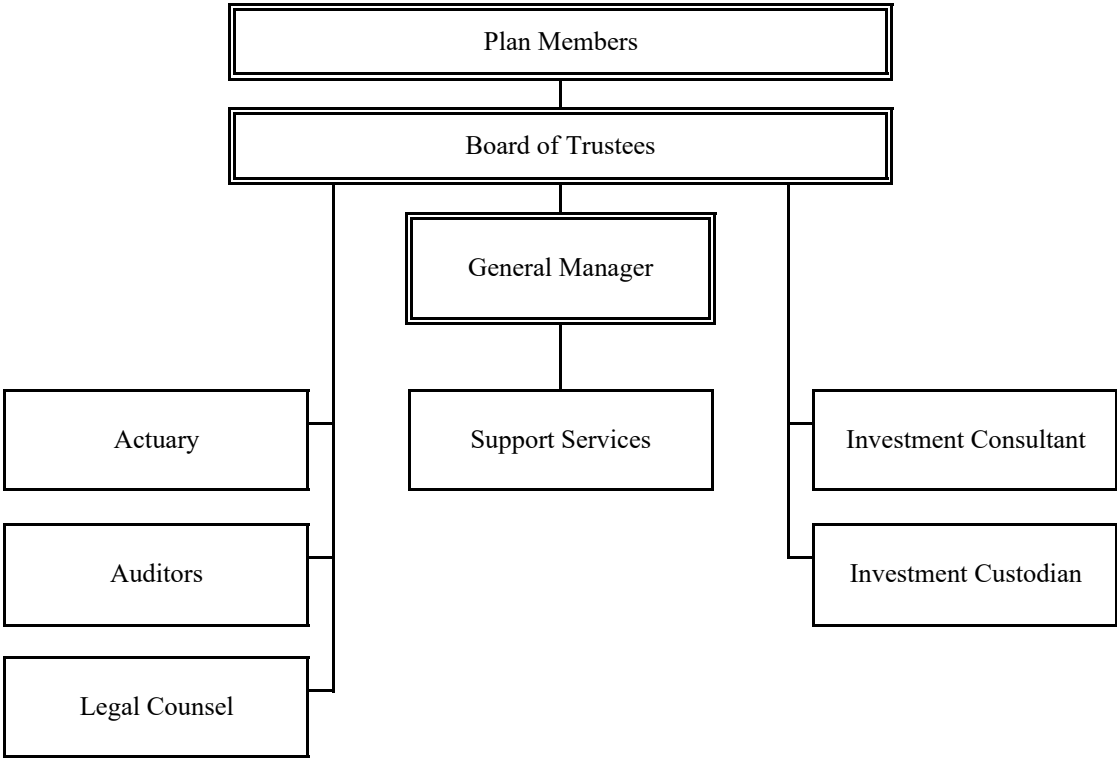 Plan Members
Board of Trustees
General Manager
Actuary
Support Services
Investment Consultant
Auditors
Investment Custodian
Legal Counsel